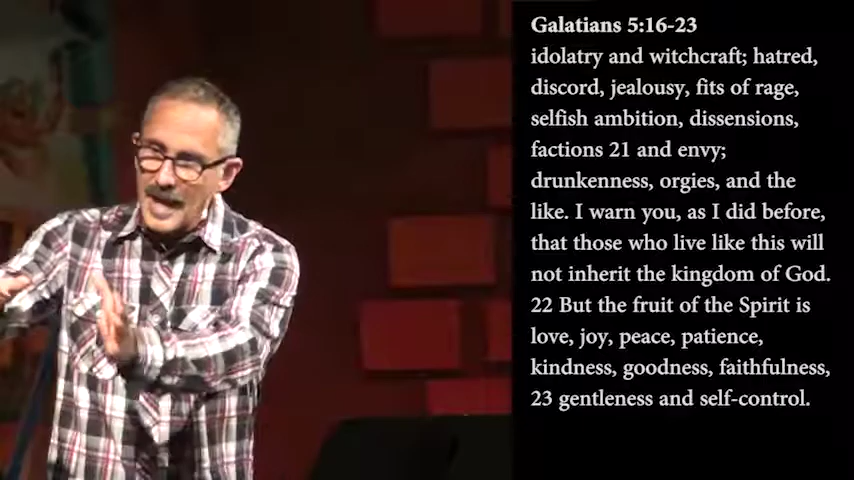 Galatians 5:16-23
idolatry and witchcraft; hatred,
discord, jealousy, fits of rage,
selfish ambition, dissensions,
factions 21 and envy;
drunkenness, orgies, and the
like. I warn you, as I did before,
that those who live like this will
not inherit the kingdom of God.
22 But the fruit of the Spirit is
love, joy, peace, patience,
kindness, goodness, faithfulness,
23 gentleness and self-control.